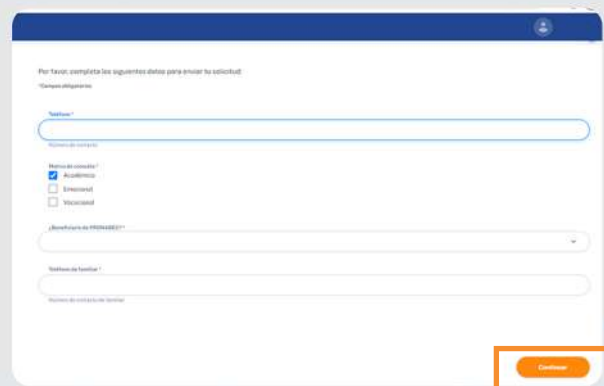 Por favor, completa los siguientes datos para enviar tu solicitud:
*Campos obligatorios
Teléfono *
Número de contacto
Motivo de consulta *
Académico
Emocional
Vocacional
¿Beneficiario de PRONABEC? *
Teléfono de familiar *
Número de contacto de familiar
Continuar